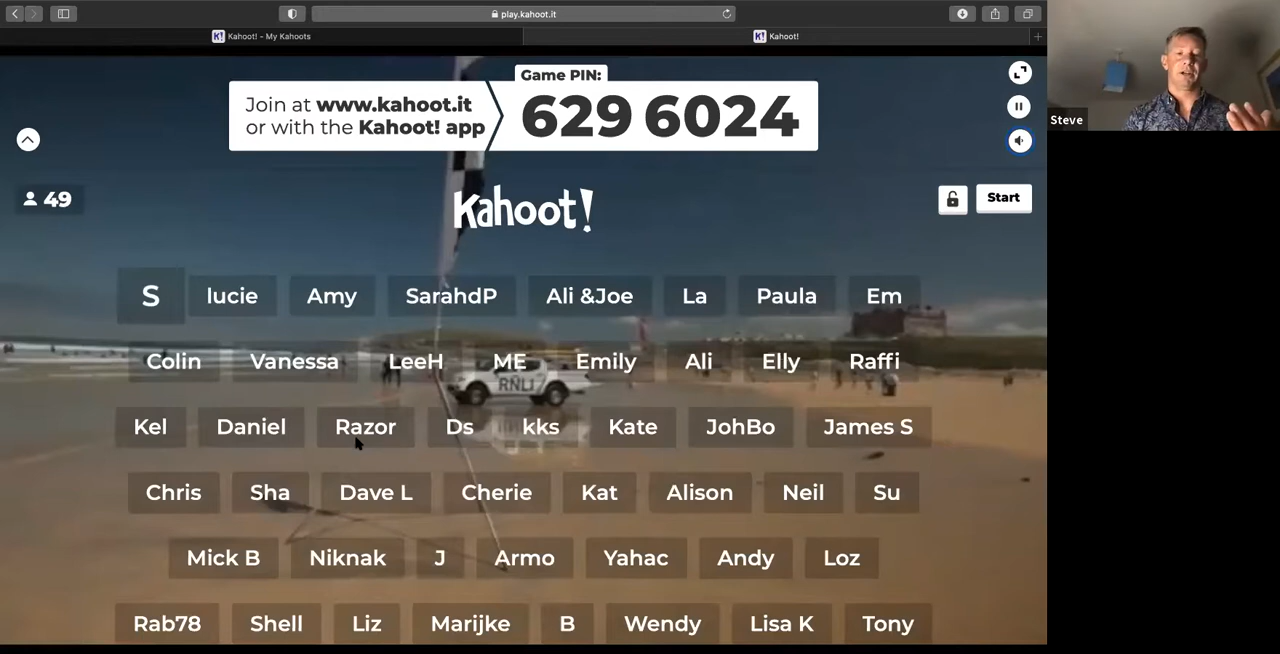 play.kahoot.it
Kahoot! - My Kahoots
Kahoot!
Game PIN:
Join at www.kahoot.it
or with the Kahoot! app
629 6024
Steve
49
Kahoot!
Start
S lucie Amy SarahdP Ali &Joe La Paula Em
Colin Vanessa LeeH ME Emily Ali Elly Raffi
RNLI
Kel Daniel Razor Ds kks Kate JohBo James S
Chris Sha Dave L Cherie Kat Alison Neil Su
Mick B Niknak J Armo Yahac Andy Loz
Rab78 Shell Liz Marijke B Wendy Lisa K Tony